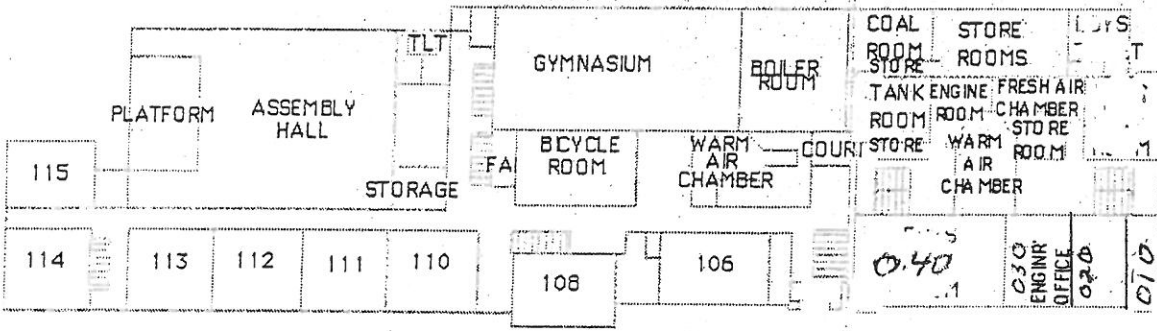 COAL
ROOM
STORE
STORE
ROOMS
TLT
GYMNASIUM
BOILER
ROOM
PLATFORM
ASSEMBLY
HALL
TANK
ROOM
STORE
ENGINE
ROOM
FRESH AIR
CHAMBER
STORE
ROOM
WARM
AIR
CHAMBER
115
STORAGE
FA
BICYCLE
ROOM
WARM
AIR
CHAMBER
COURT
114
113
112
111
110
108
106
0.40
030
ENGINR
OFFICE
020
010